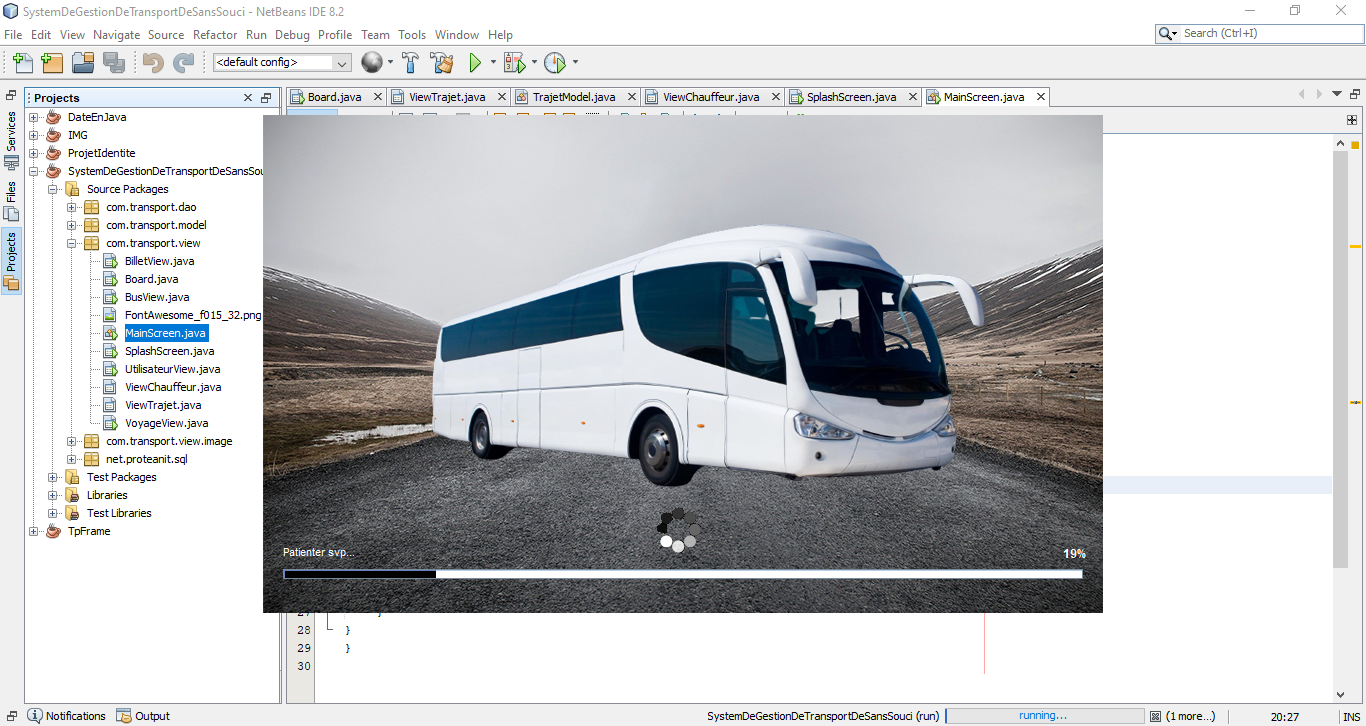 SystemDeGestionDeTransportDeSansSouci - NetBeans IDE 8.2
File Edit View Navigate Source Refactor Run Debug Profile Team Tools Window Help
Search (Ctrl+I)
<default config>
Projects
Board.java
ViewTrajet.java
TrajetModel.java
ViewChauffeur.java
SplashScreen.java
MainScreen.java
Services
Files
Projects
DateEnJava
IMG
ProjetIdentite
SystemDeGestionDeTransportDeSansSou
Source Packages
com.transport.dao
com.transport.model
com.transport.view
BilletView.java
Board.java
BusView.java
FontAwesome_f015_32.png
MainScreen.java
SplashScreen.java
UtilisateurView.java
ViewChauffeur.java
ViewTrajet.java
VoyageView.java
com.transport.view.image
net.proteanit.sql
Test Packages
Libraries
Test Libraries
TpFrame
Patienter svp...
19%
28 }
29 }
30
Notifications
Output
SystemDeGestionDeTransportDeSansSouci (run)
running...
(1 more...)
20:27
INS